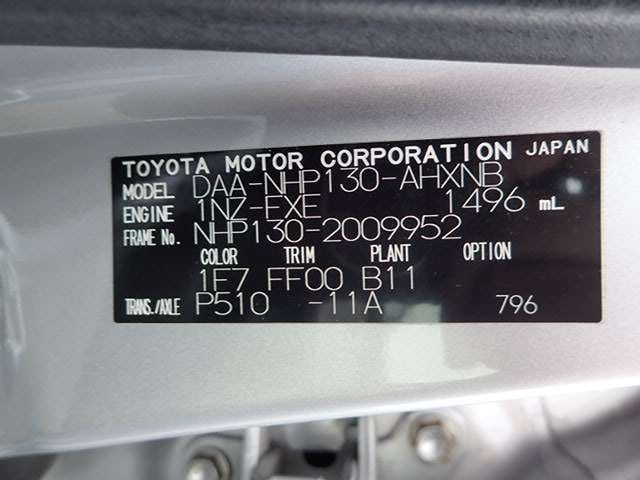 TOYOTA MOTOR CORPORATION JAPAN
MODEL DAA-NHP130-AHXNB
ENGINE 1NZ-FXE 1496 mL
FRAME No. NHP130-2009952
COLOR TRIM PLANT OPTION
1F7 FF00 B11
TRANS./AXLE P510 -11A 796